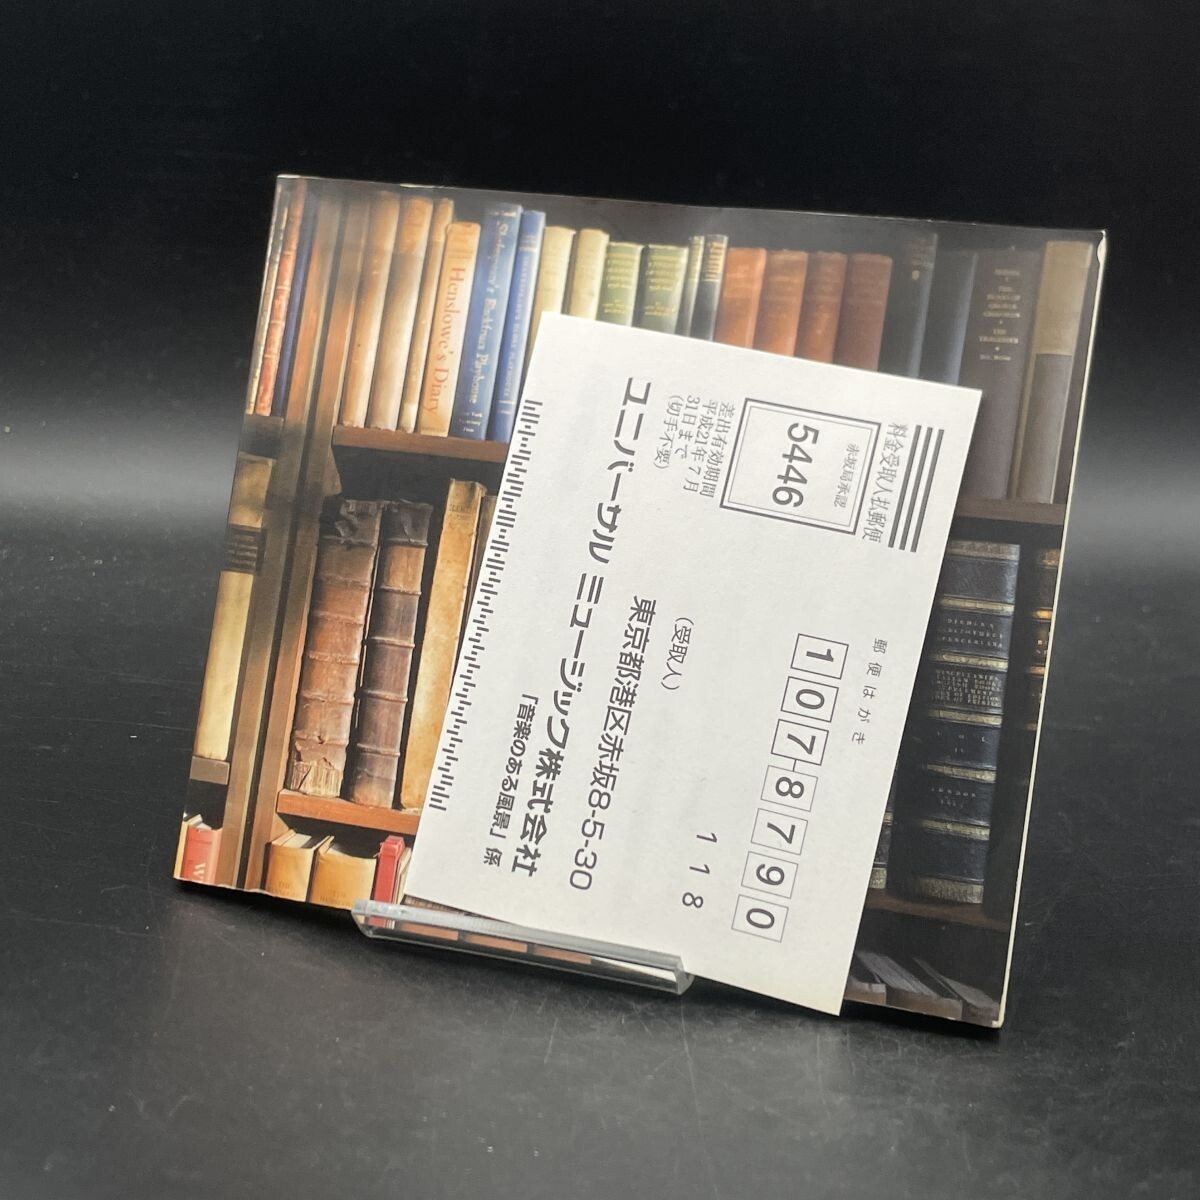 郵便はがき
1078790
118
料金受取人払郵便
赤坂局承認
5446
差出有効期間
平成21年7月
31日まで
(切手不要)
(受取人)
東京都港区赤坂8-5-30
ユニバーサル ミュージック株式会社
「音楽のある風景」係
Henslowe's Diary
Shakespeare's Blackfriars Playhouse